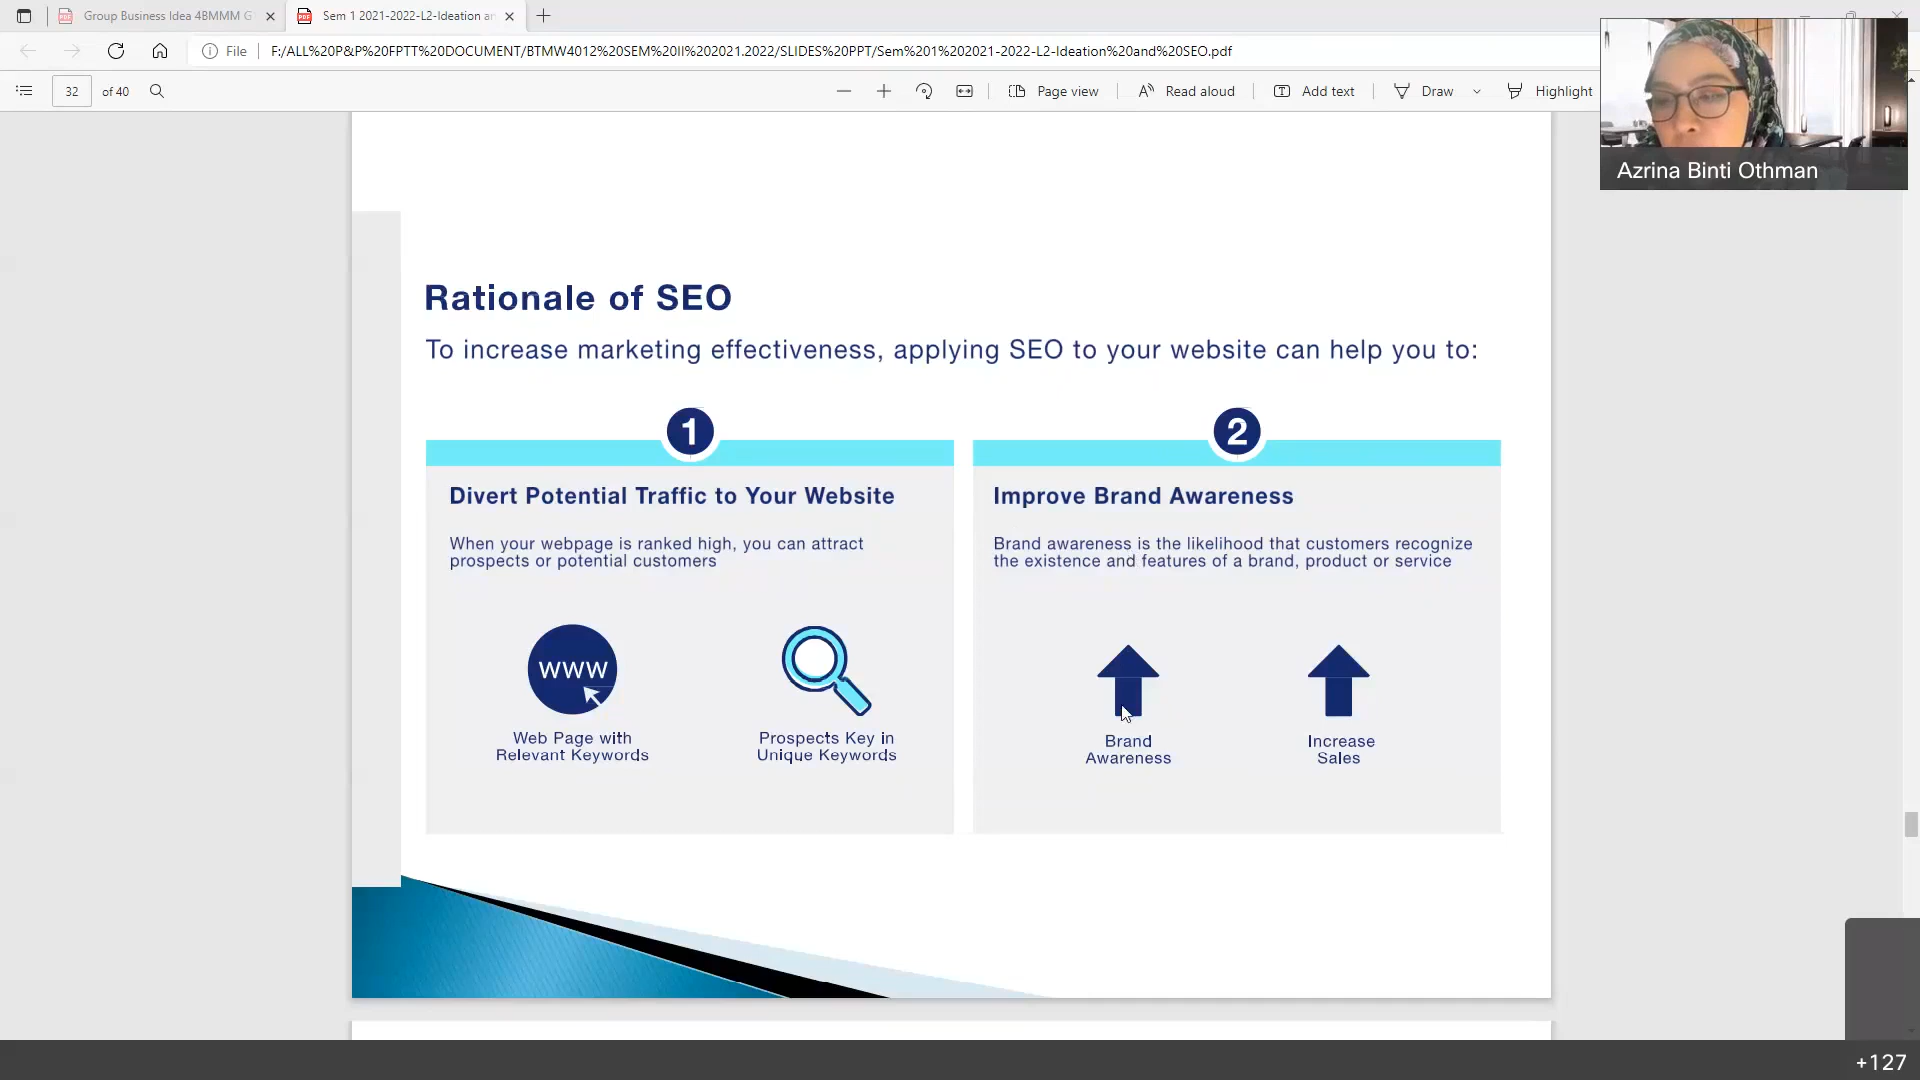 Group Business Idea 4BMMM G
Sem 1 2021-2022-L2-Ideation an
File
F:/ALL%20P&P%20FPTT%20DOCUMENT/BTMW4012%20SEM%20II%202021.2022/SLIDES%20PPT/Sem%201%202021-2022-L2-Ideation%20and%20SEO.pdf
32 of 40
Page view
Read aloud
Add text
Draw
Highlight
Azrina Binti Othman
Rationale of SEO
To increase marketing effectiveness, applying SEO to your website can help you to:
1
Divert Potential Traffic to Your Website
When your webpage is ranked high, you can attract
prospects or potential customers
www
Web Page with
Relevant Keywords
Prospects Key in
Unique Keywords
2
Improve Brand Awareness
Brand awareness is the likelihood that customers recognize
the existence and features of a brand, product or service
Brand
Awareness
Increase
Sales
+127